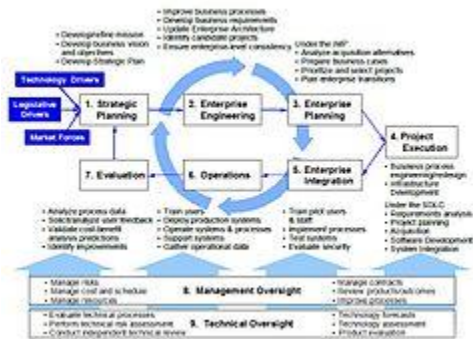 Develop/refine mission
Develop business vision
and objectives
Develop Strategic Plan
Improve business processes
Develop business requirements
Update Enterprise Architecture
Identify candidate projects
Ensure enterprise-level consistency
Under the
Analyze acquisition alternatives
Prepare business cases
Prioritize and select projects
Plan enterprise transitions
Technology Drivers
Legislative
Drivers
Market Forces
1. Strategic
Planning
2. Enterprise
Engineering
3. Enterprise
Planning
4. Project
Execution
7. Evaluation
6. Operations
5. Enterprise
Integration
Business process
engineering/redesign
Infrastructure
Development
Under the SDLC
Requirements analysis
Project planning
Acquisition
Software Development
System Integration
Analyze process data
Solicit/analyze user feedback
Validate cost-benefit
analysis predictions
Identify improvements
Train users
Deploy production systems
Operate systems & processes
Support systems
Gather operational data
Train pilot users
& staff
Implement processes
Test systems
Evaluate security
Manage risks
Manage cost and schedule
Manage resources
8. Management Oversight
Manage contracts
Review products/outcomes
Improve processes
Evaluate technical processes
Perform technical risk assessment
Conduct independent technical review
9. Technical Oversight
Technology forecasts
Technology assessment
Product evaluation